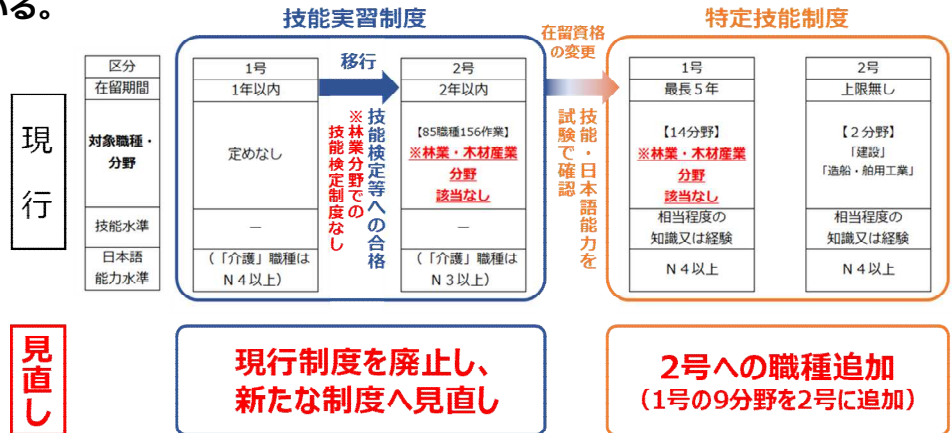 いる。
技能実習制度
特定技能制度
在留資格
の変更
現行
区分
在留期間
対象職種・
分野
技能水準
日本語
能力水準
1号
1年以内
定めなし
―
(「介護」職種は
N4以上)
移行
技能検定等への合格
※林業分野での
技能検定制度なし
2号
2年以内
【85職種156作業】
※林業・木材産業
分野
該当なし
―
(「介護」職種は
N3以上)
技能・日本語能力を
試験で確認
1号
最長5年
【14分野】
※林業・木材産業
分野
該当なし
相当程度の
知識又は経験
N4以上
2号
上限無し
【2分野】
「建設」
「造船・舶用工業」
相当程度の
知識又は経験
N4以上
見直し
現行制度を廃止し、
新たな制度へ見直し
2号への職種追加
(1号の9分野を2号に追加)